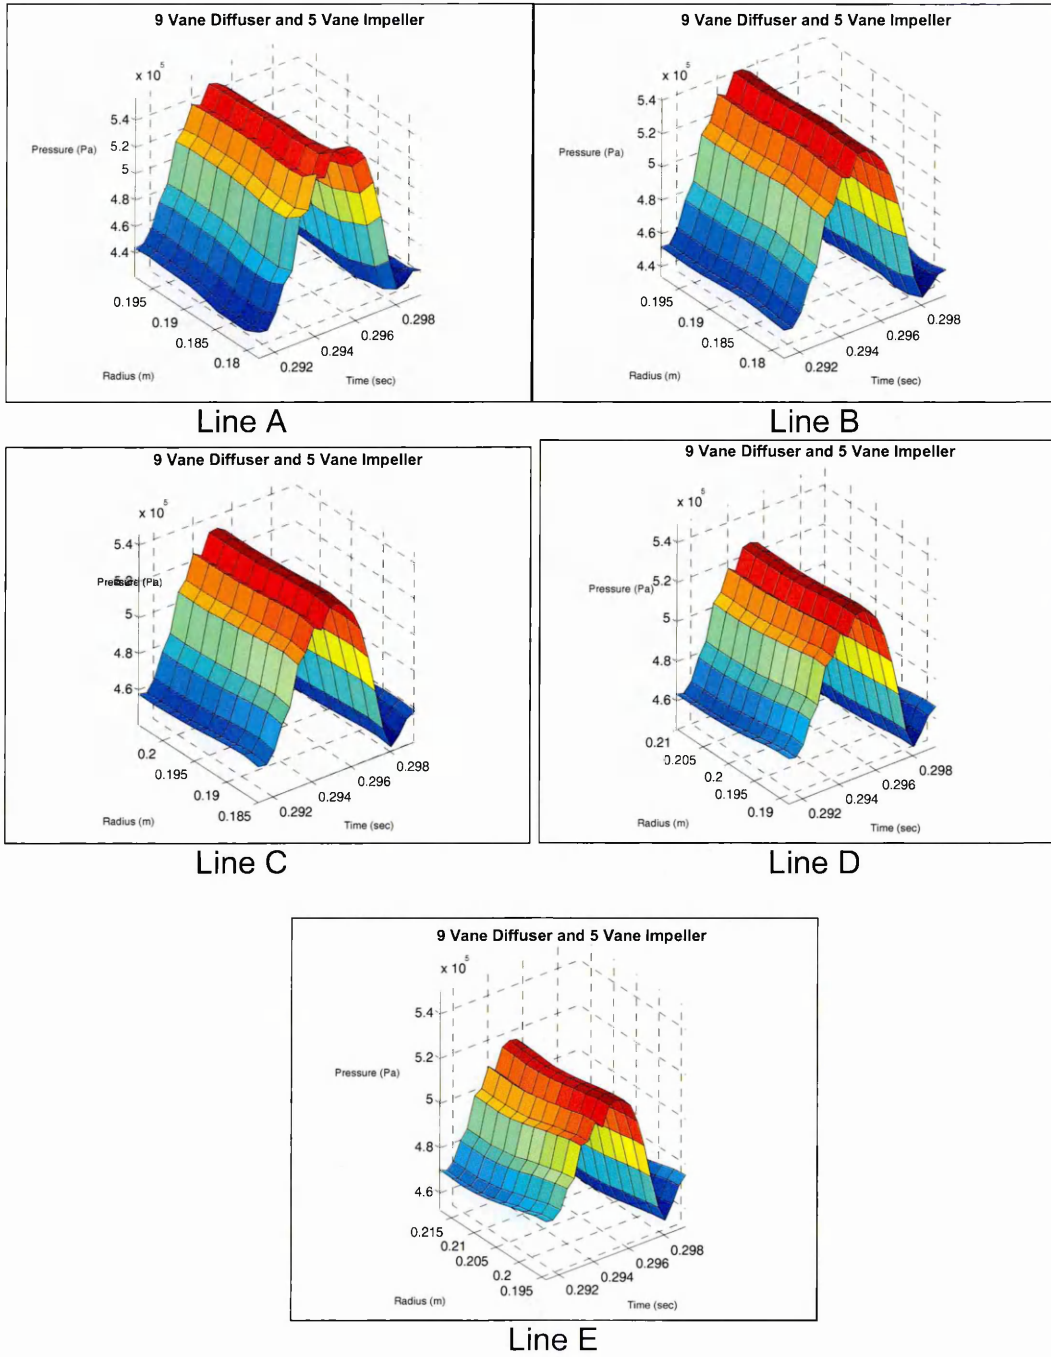 9 Vane Diffuser and 5 Vane Impeller
x 10^5
5.4
5.2
5
4.8
4.6
4.4
Pressure (Pa)
0.195
0.19
0.185
0.18
Radius (m)
0.292
0.294
0.296
0.298
Time (sec)
Line A
9 Vane Diffuser and 5 Vane Impeller
x 10^5
5.4
5.2
5
4.8
4.6
4.4
Pressure (Pa)
0.195
0.19
0.185
0.18
Radius (m)
0.292
0.294
0.296
0.298
Time (sec)
Line B
9 Vane Diffuser and 5 Vane Impeller
x 10^5
5.4
5.2
5
4.8
4.6
Pressure (Pa)
0.2
0.195
0.19
0.185
Radius (m)
0.292
0.294
0.296
0.298
Time (sec)
Line C
9 Vane Diffuser and 5 Vane Impeller
x 10^5
5.4
5.2
5
4.8
4.6
Pressure (Pa)
0.21
0.205
0.2
0.195
0.19
Radius (m)
0.292
0.294
0.296
0.298
Time (sec)
Line D
9 Vane Diffuser and 5 Vane Impeller
x 10^5
5.4
5.2
5
4.8
4.6
Pressure (Pa)
0.215
0.21
0.205
0.2
0.195
Radius (m)
0.292
0.294
0.296
0.298
Time (sec)
Line E